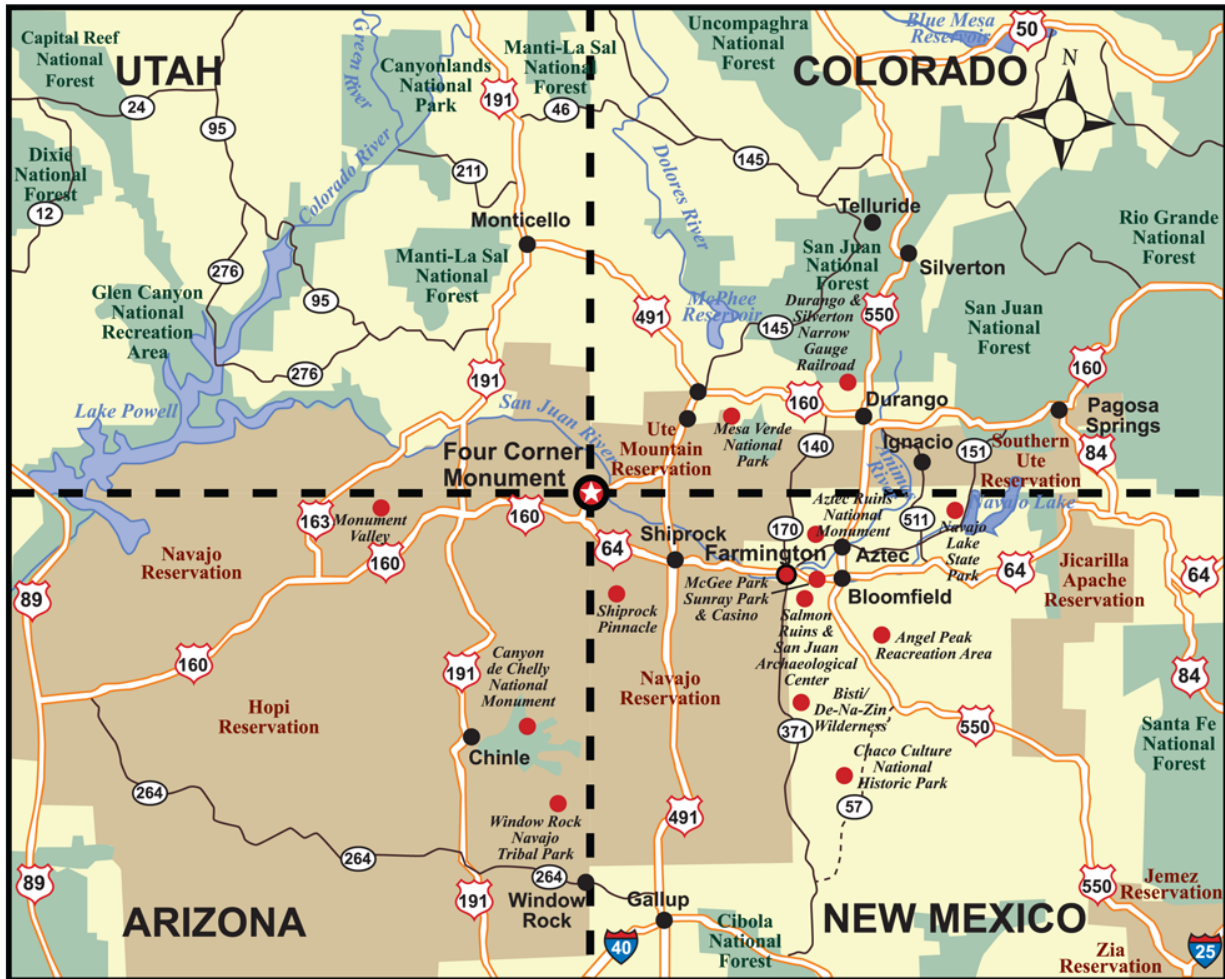 Capital Reef
National
Forest
UTAH
Green River
Canyonlands
National
Park
191
Manti-La Sal
National
Forest
46
Uncompaghra
National
Forest
Blue Mesa
Reservoir
50
COLORADO
N
24
95
Dixie
National
Forest
12
Colorado River
211
Dolores River
145
Telluride
Rio Grande
National
Forest
Monticello
Manti-La Sal
National
Forest
276
95
Glen Canyon
National
Recreation
Area
276
191
491
McPhee
Reservoir
145
San Juan
National
Forest
Silverton
550
Durango &
Silverton
Narrow
Gauge
Railroad
San Juan
National
Forest
160
Lake Powell
San Juan River
160
Durango
Pagosa
Springs
Ute
Mountain
Reservation
Mesa Verde
National
Park
140
Ignacio
Animas
River
151
Southern
Ute
Reservation
84
Four Corner
Monument
163
Monument
Valley
160
160
64
Shiprock
170
Aztec Ruins
National
Monument
511
Navajo Lake
Navajo
Lake
State
Park
Navajo
Reservation
Farmington
Aztec
McGee Park
Sunray Park
& Casino
Bloomfield
64
Jicarilla
Apache
Reservation
64
89
Shiprock
Pinnacle
Salmon
Ruins &
San Juan
Archaeological
Center
Angel Peak
Reacreation Area
160
191
Canyon
de Chelly
National
Monument
Navajo
Reservation
84
Hopi
Reservation
Bisti/
De-Na-Zin
Wilderness
371
550
Santa Fe
National
Forest
Chinle
Chaco Culture
National
Historic Park
57
264
Window Rock
Navajo
Tribal Park
491
264
264
89
191
Window
Rock
Gallup
550
Jemez
Reservation
ARIZONA
40
Cibola
National
Forest
NEW MEXICO
Zia
Reservation
25